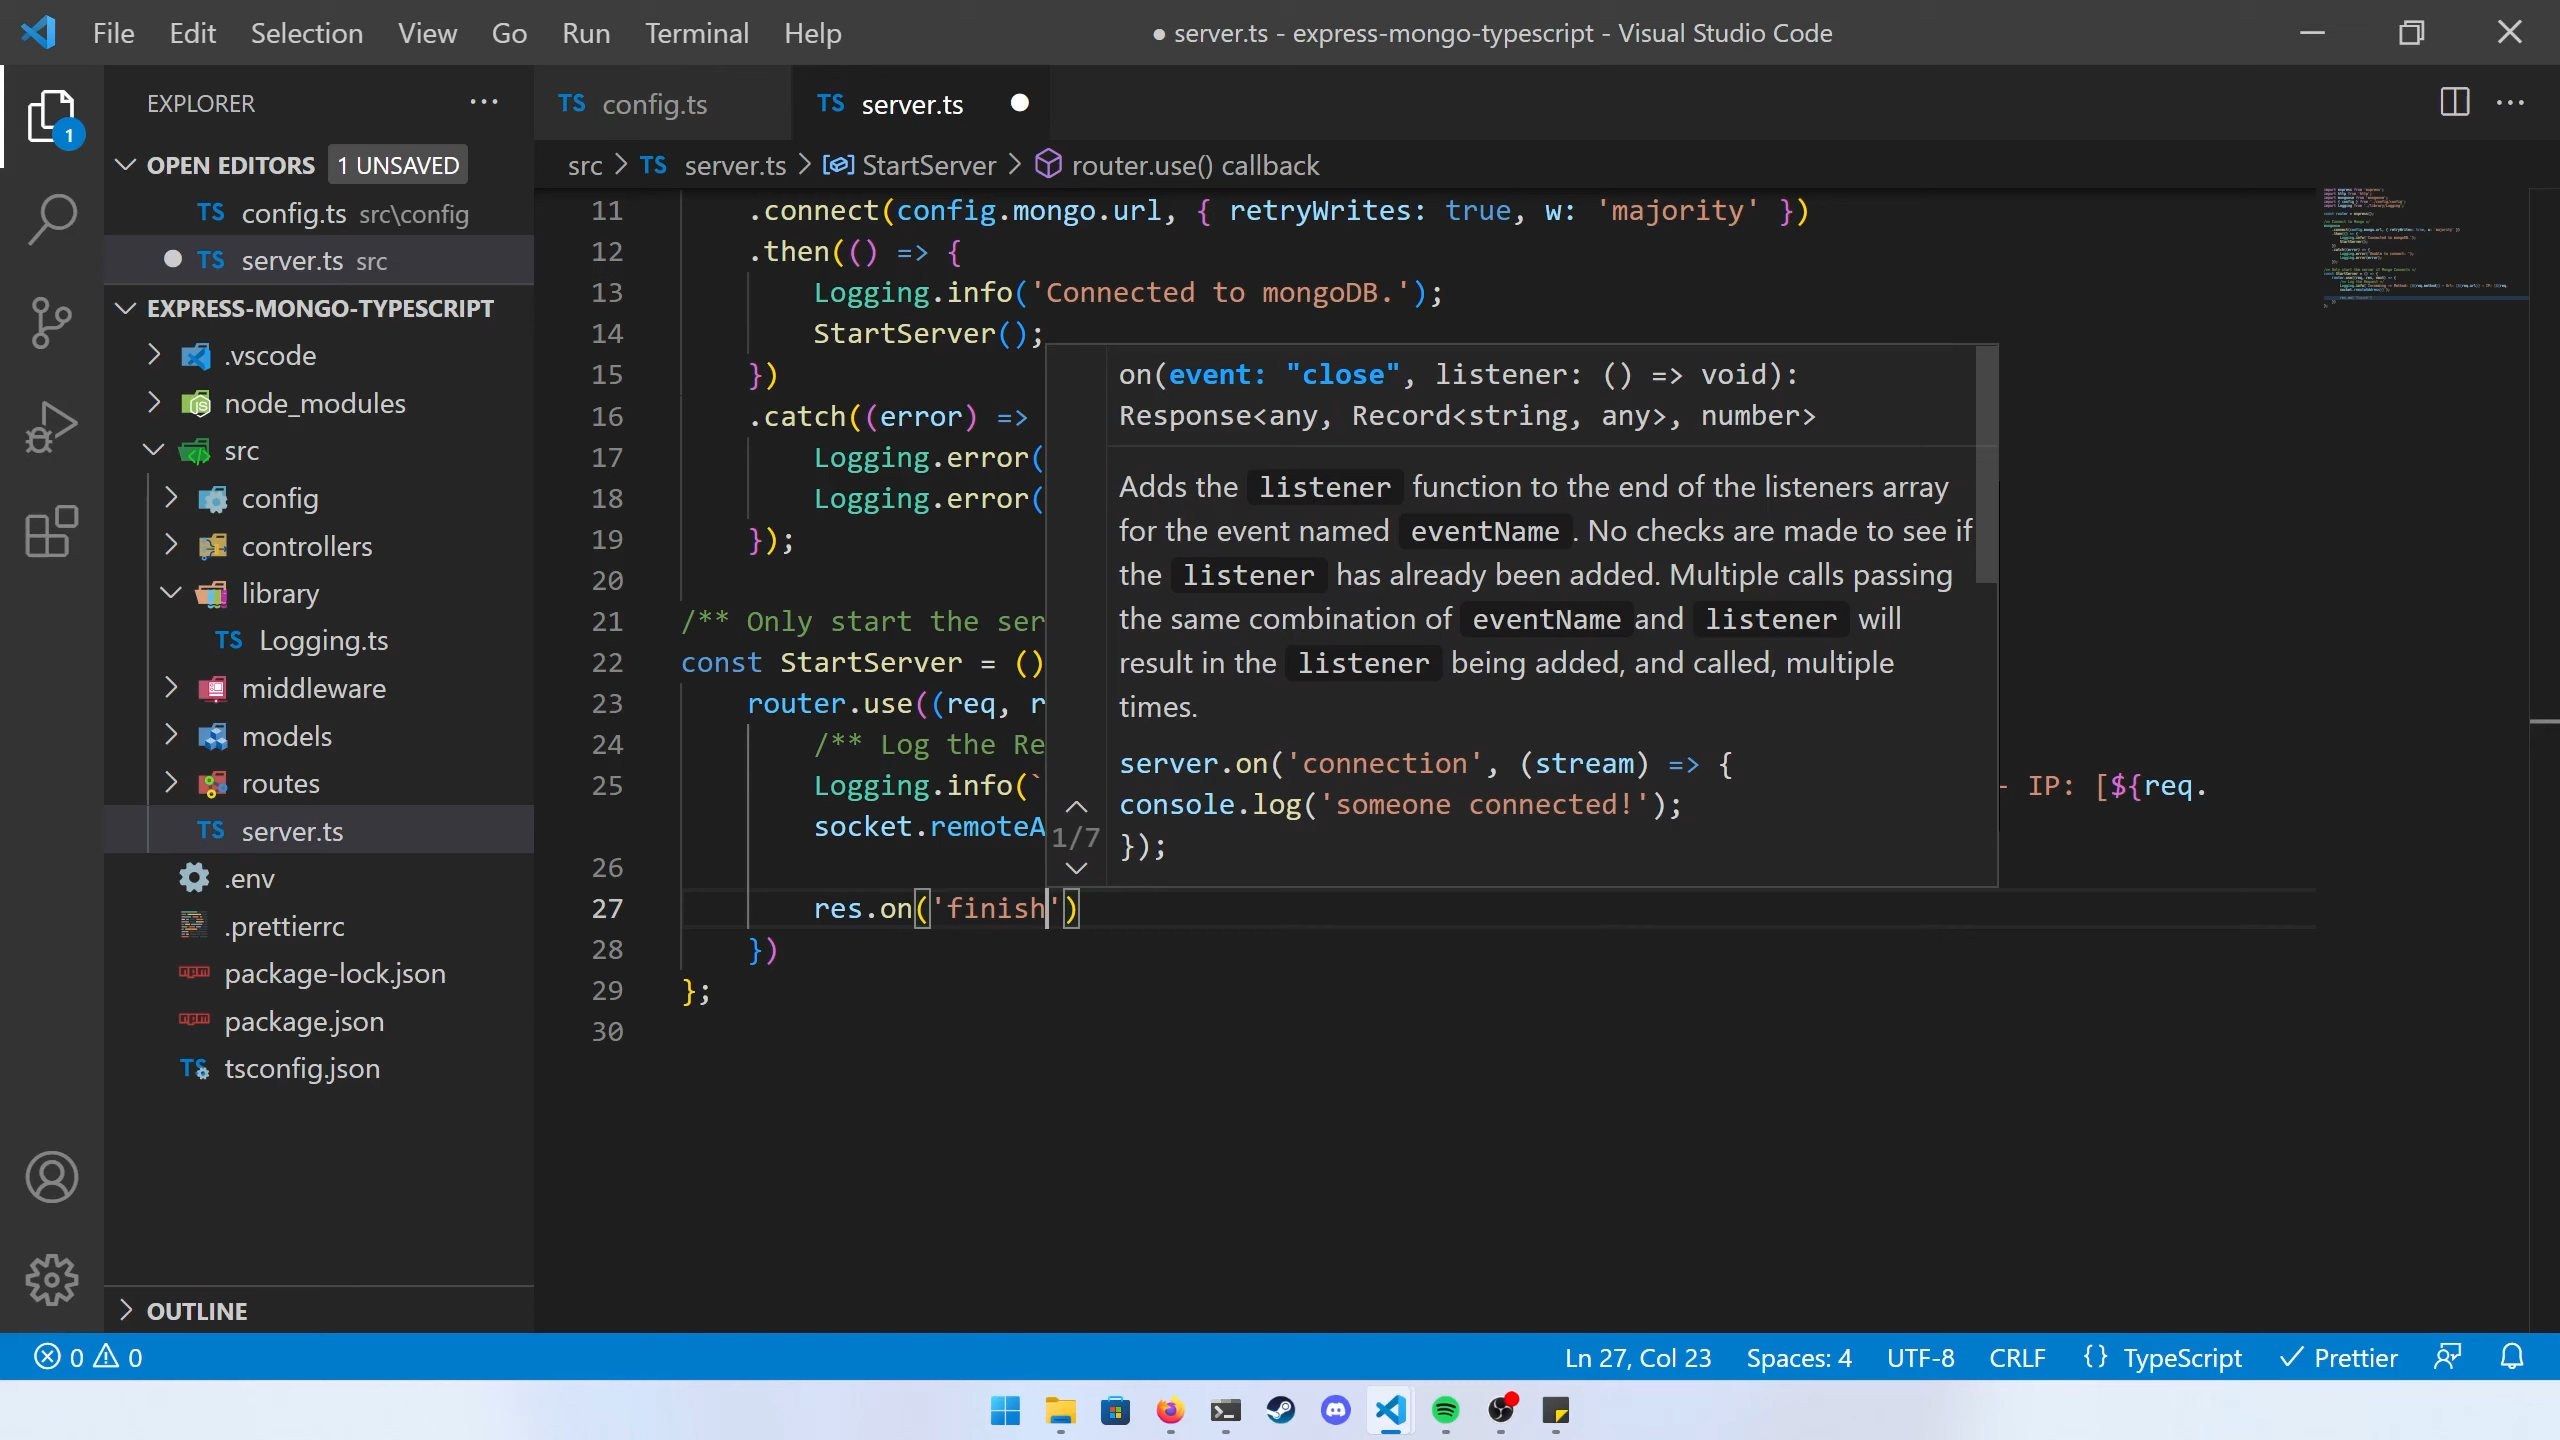 File Edit Selection View Go Run Terminal Help
● server.ts - express-mongo-typescript - Visual Studio Code
EXPLORER
TS config.ts
TS server.ts
OPEN EDITORS 1 UNSAVED
TS config.ts src\config
TS server.ts src
EXPRESS-MONGO-TYPESCRIPT
.vscode
node_modules
src
config
controllers
library
TS Logging.ts
middleware
models
routes
TS server.ts
.env
.prettierrc
package-lock.json
package.json
tsconfig.json
OUTLINE
1
src > TS server.ts > StartServer > router.use() callback
11 .connect(config.mongo.url, { retryWrites: true, w: 'majority' })
12 .then(() => {
13 Logging.info('Connected to mongoDB.');
14 StartServer();
15 })
16 .catch((error) =>
17 Logging.error(
18 Logging.error(
19 });
20
21 /** Only start the ser
22 const StartServer = ()
23 router.use((req, r
24 /** Log the Re
25 Logging.info(` - IP: [${req.
socket.remoteA
26
27 res.on('finish')
28 })
29 };
30
on(event: "close", listener: () => void):
Response<any, Record<string, any>, number>
Adds the listener function to the end of the listeners array
for the event named eventName. No checks are made to see if
the listener has already been added. Multiple calls passing
the same combination of eventName and listener will
result in the listener being added, and called, multiple
times.
server.on('connection', (stream) => {
console.log('someone connected!');
});
1/7
0 0
Ln 27, Col 23 Spaces: 4 UTF-8 CRLF {} TypeScript Prettier